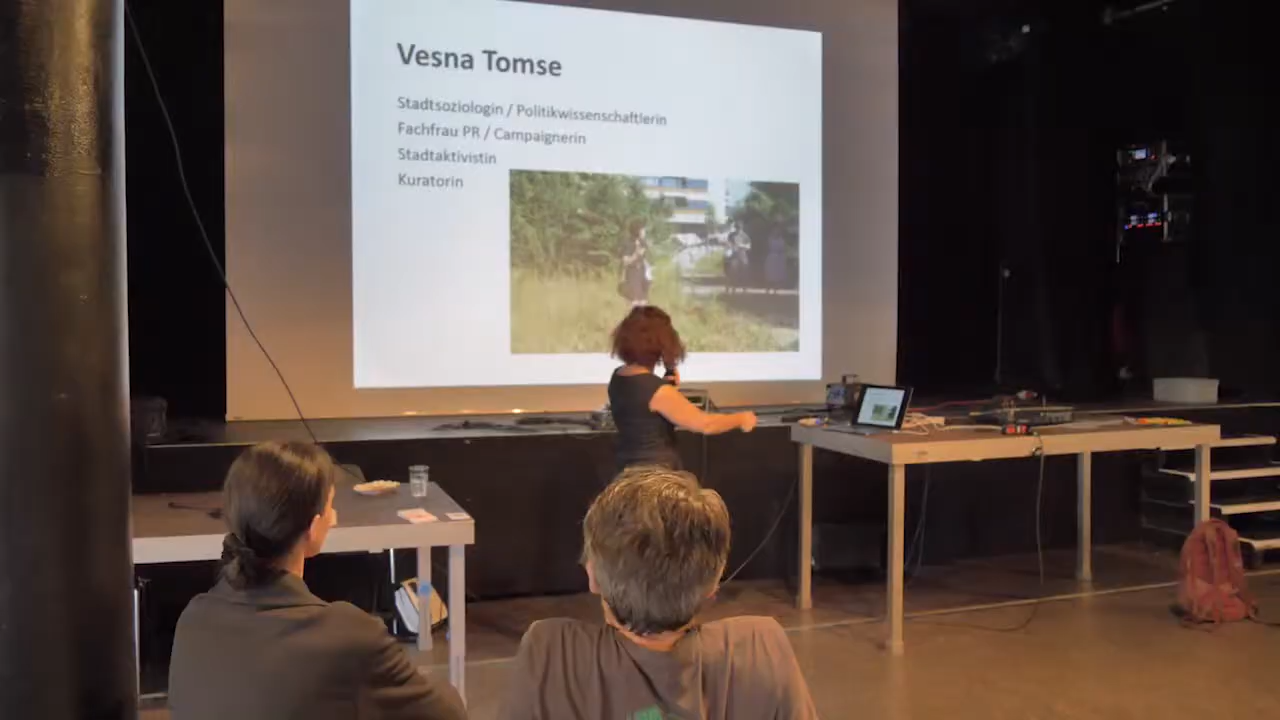 Vesna Tomse
Stadtsoziologin / Politikwissenschaftlerin
Fachfrau PR / Campaignerin
Stadtaktivistin
Kuratorin